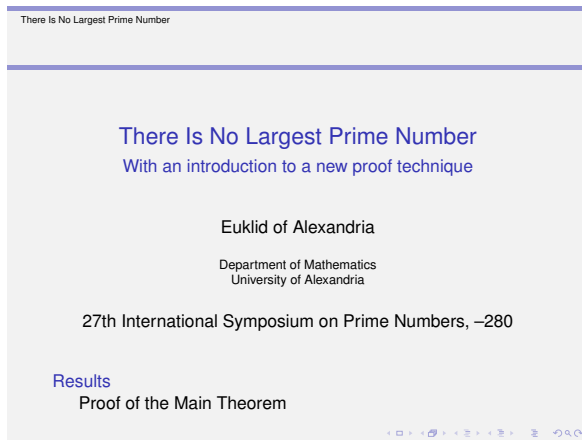 There Is No Largest Prime Number
There Is No Largest Prime Number
With an introduction to a new proof technique
Euklid of Alexandria
Department of Mathematics
University of Alexandria
27th International Symposium on Prime Numbers, –280
Results
Proof of the Main Theorem